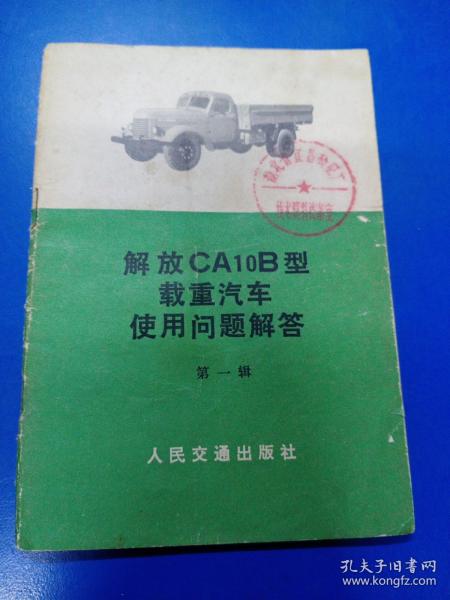 解放CA10B型
载重汽车
使用问题解答
第一辑
人民交通出版社
孔夫子旧书网
www.kongfz.com